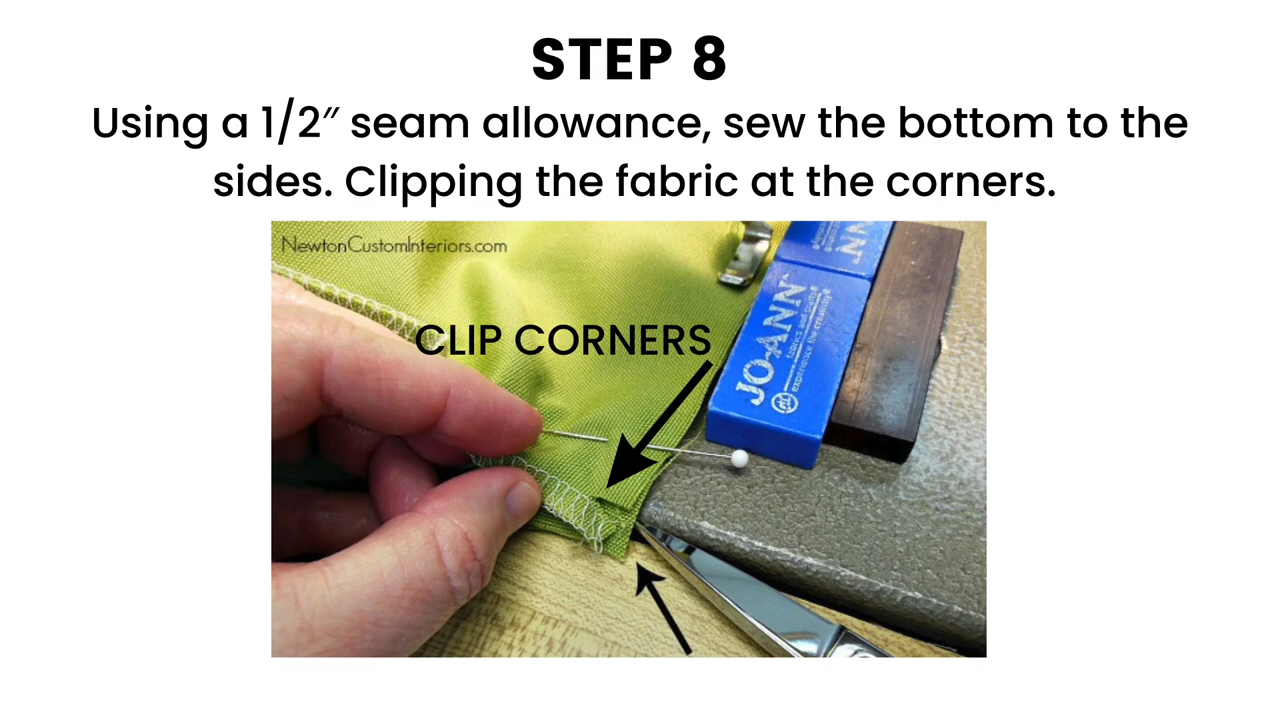 STEP 8
Using a 1/2″ seam allowance, sew the bottom to the
sides. Clipping the fabric at the corners.
NewtonCustomInteriors.com
CLIP CORNERS
NN
JO-ANN
fabrics and crafts
experience the creativity